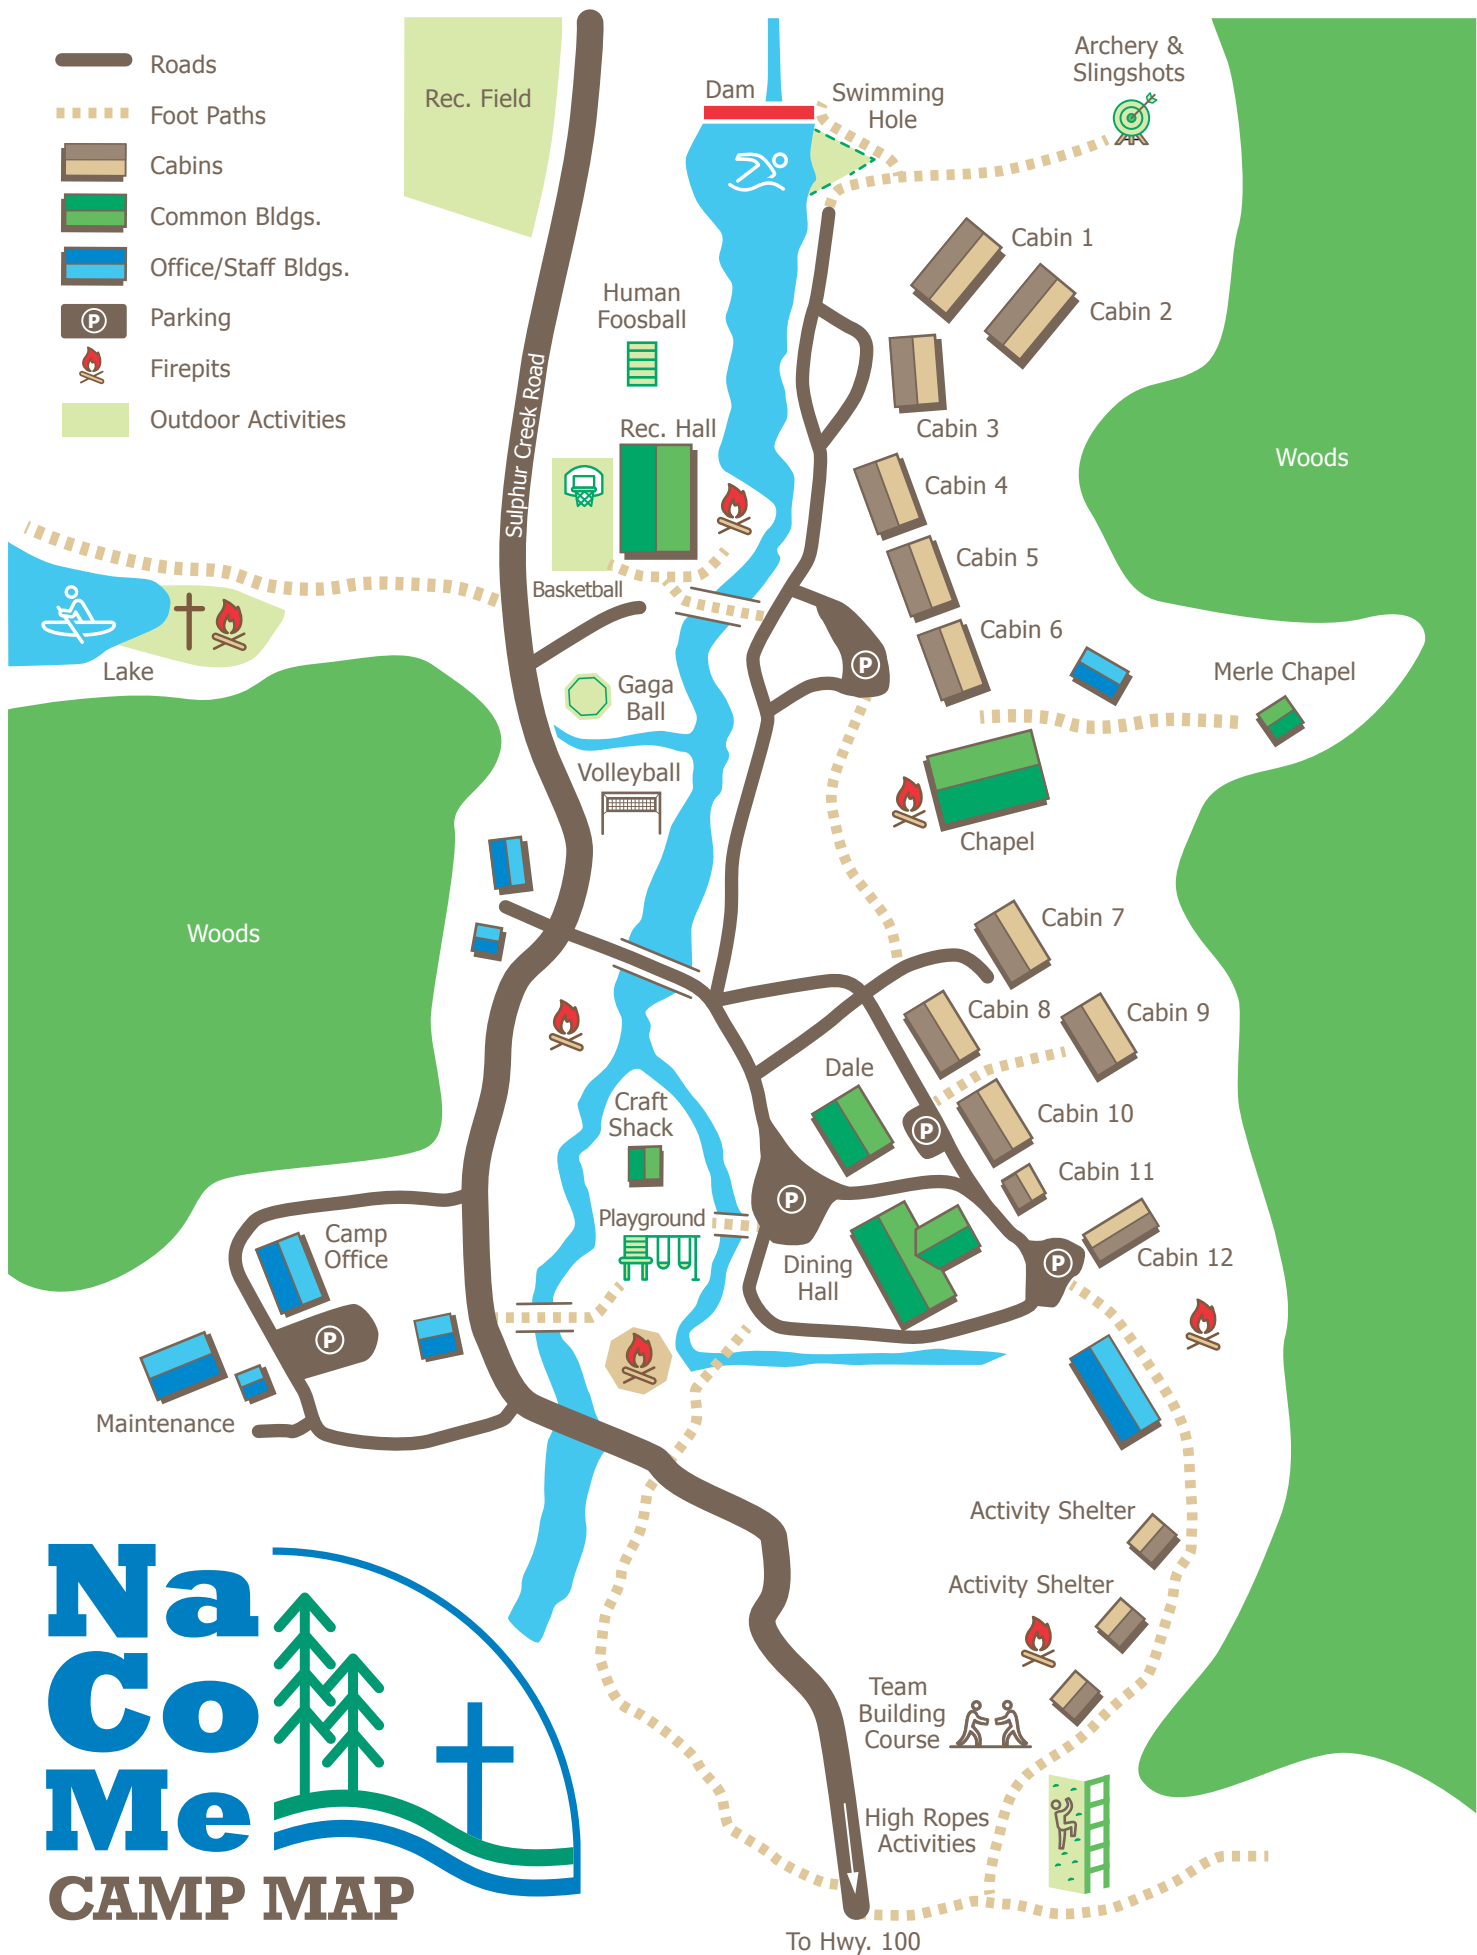 Roads
Foot Paths
Cabins
Common Bldgs.
Office/Staff Bldgs.
P
Parking
Firepits
Outdoor Activities
Rec. Field
Dam
Swimming
Hole
Archery &
Slingshots
Cabin 1
Cabin 2
Human
Foosball
Sulphur Creek Road
Rec. Hall
Cabin 3
Woods
Cabin 4
Cabin 5
Basketball
Cabin 6
P
Lake
Gaga
Ball
Merle Chapel
Volleyball
Chapel
Woods
Cabin 7
Cabin 8
Cabin 9
Dale
Craft
Shack
P
Cabin 10
Cabin 11
P
Playground
Camp
Office
Dining
Hall
P
Cabin 12
P
Maintenance
Activity Shelter
Activity Shelter
Team
Building
Course
High Ropes
Activities
Na
Co
Me
CAMP MAP
To Hwy. 100